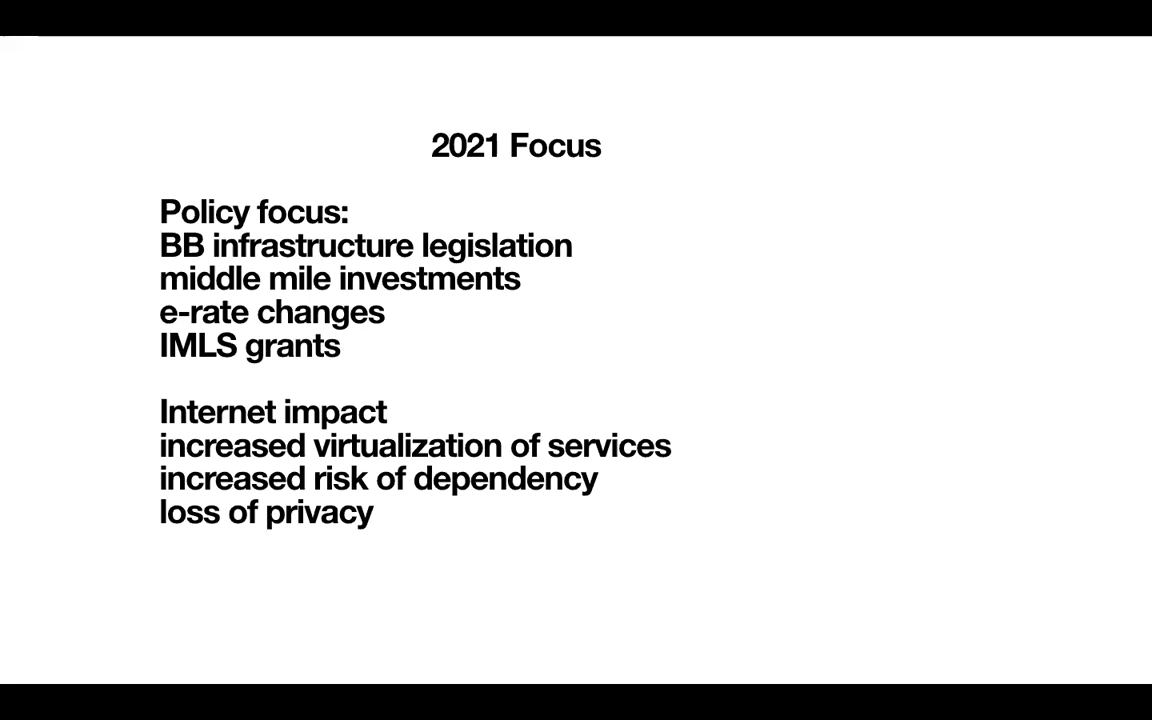 2021 Focus
Policy focus:
BB infrastructure legislation
middle mile investments
e-rate changes
IMLS grants
Internet impact
increased virtualization of services
increased risk of dependency
loss of privacy